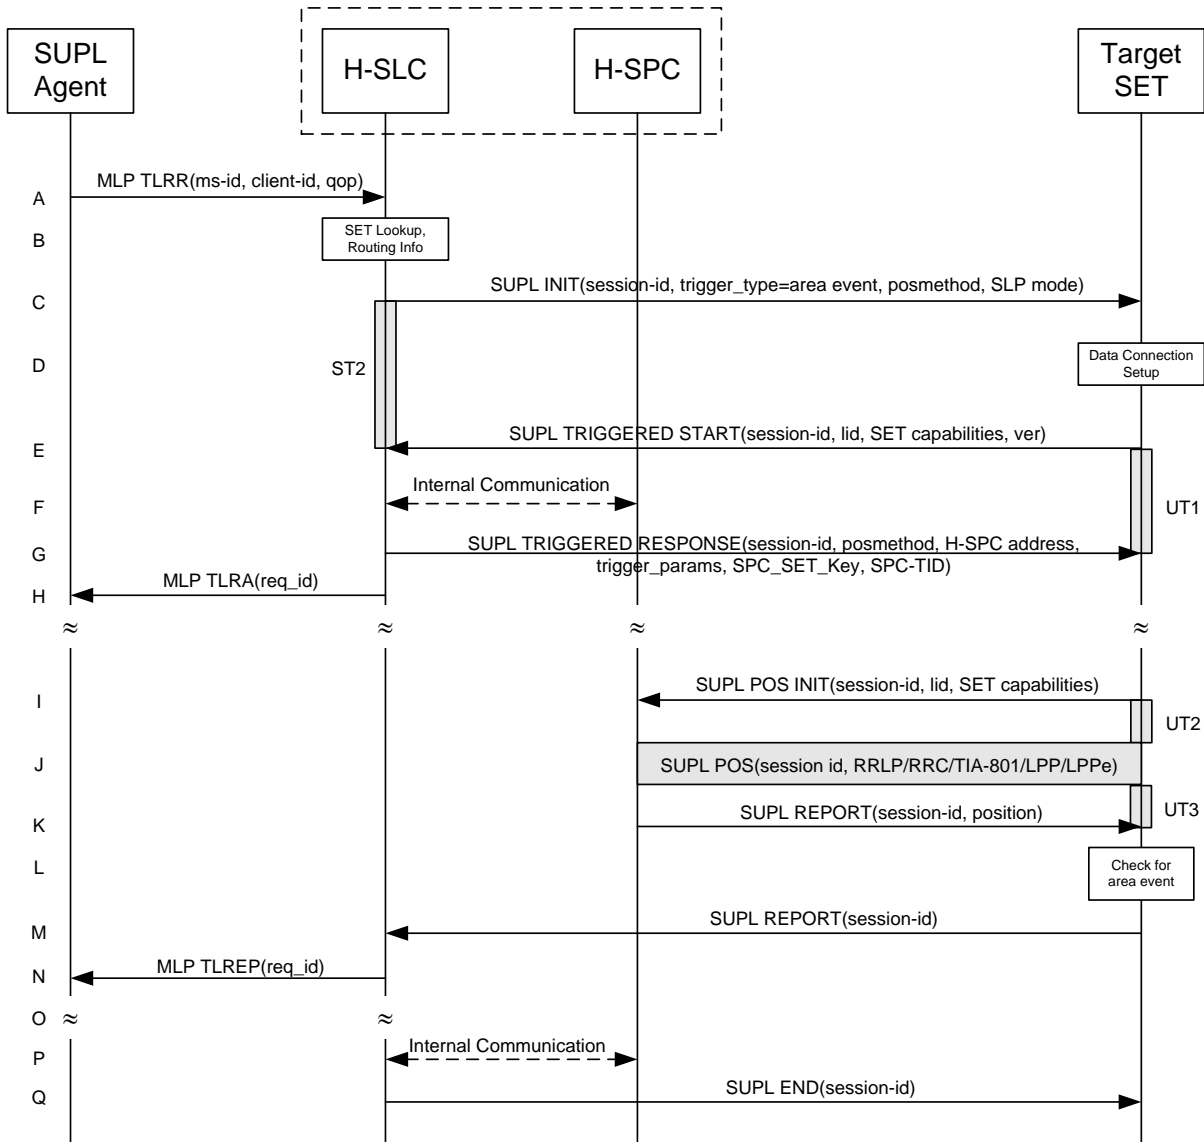 SUPL
Agent
H-SLC
H-SPC
Target
SET
A
MLP TLRR(ms-id, client-id, qop)
B
SET Lookup,
Routing Info
C
SUPL INIT(session-id, trigger_type=area event, posmethod, SLP mode)
D
ST2
Data Connection
Setup
E
SUPL TRIGGERED START(session-id, lid, SET capabilities, ver)
F
Internal Communication
UT1
G
SUPL TRIGGERED RESPONSE(session-id, posmethod, H-SPC address,
trigger_params, SPC_SET_Key, SPC-TID)
H
MLP TLRA(req_id)
≈ ≈ ≈ ≈
I
SUPL POS INIT(session-id, lid, SET capabilities)
UT2
J
SUPL POS(session id, RRLP/RRC/TIA-801/LPP/LPPe)
K
SUPL REPORT(session-id, position)
UT3
L
Check for
area event
M
SUPL REPORT(session-id)
N
MLP TLREP(req_id)
O ≈ ≈
P
Internal Communication
Q
SUPL END(session-id)